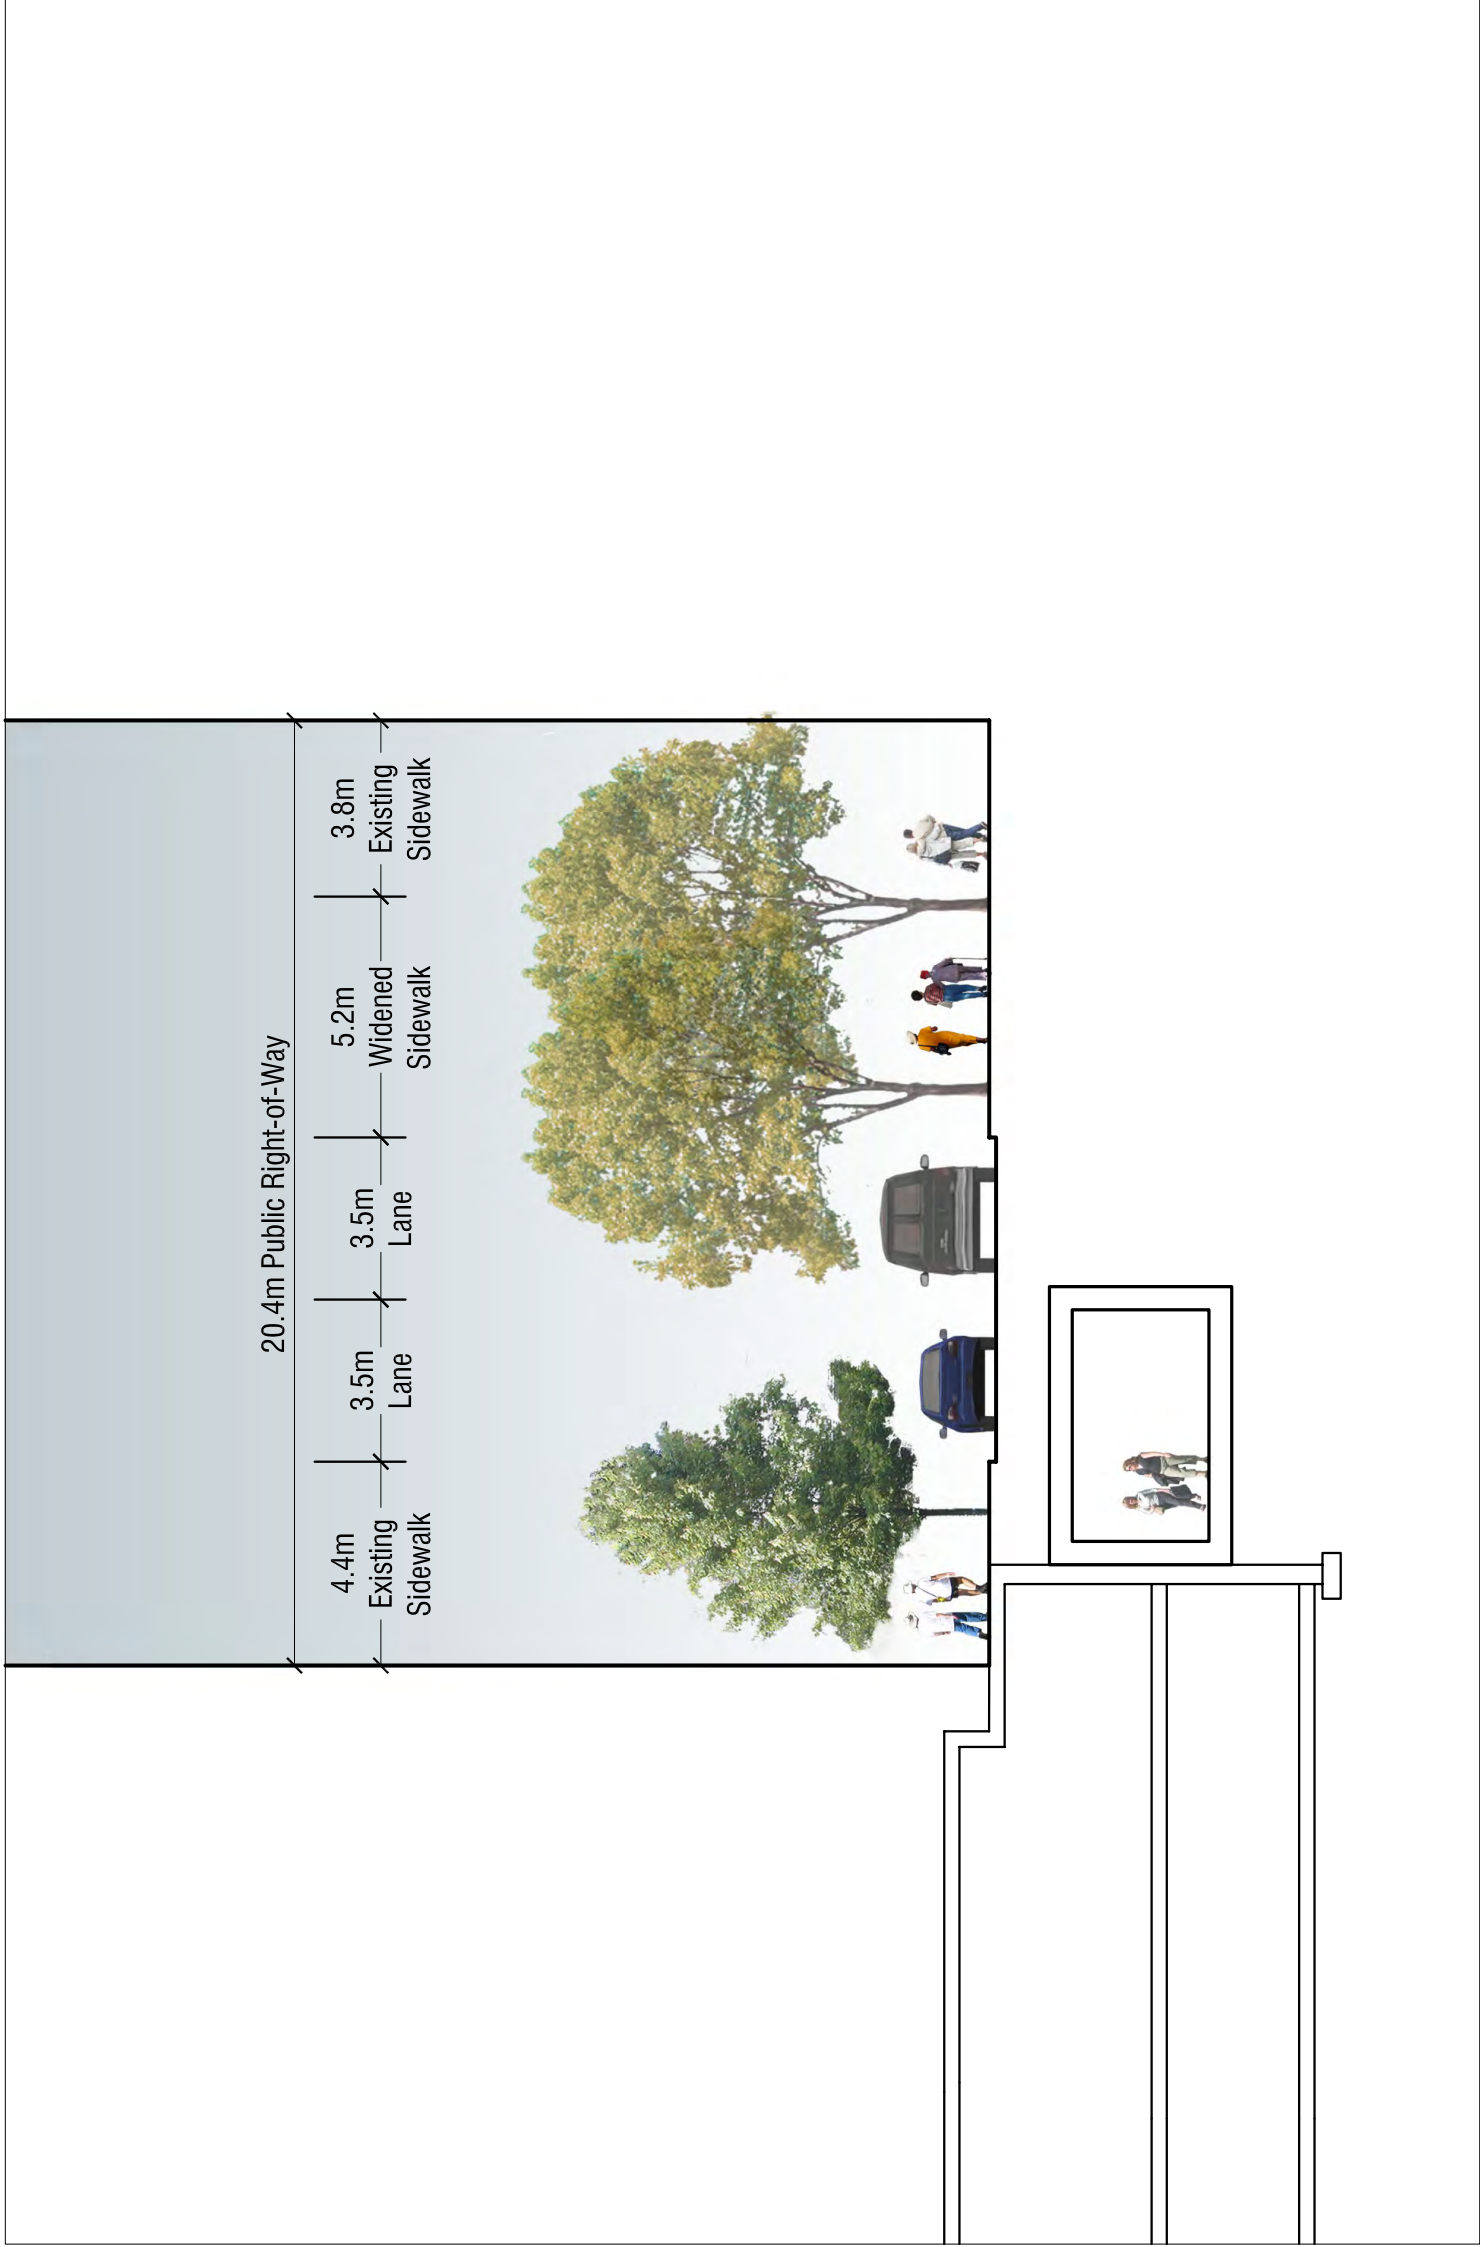 20.4m Public Right-of-Way
4.4m
Existing
Sidewalk
3.5m
Lane
3.5m
Lane
5.2m
Widened
Sidewalk
3.8m
Existing
Sidewalk